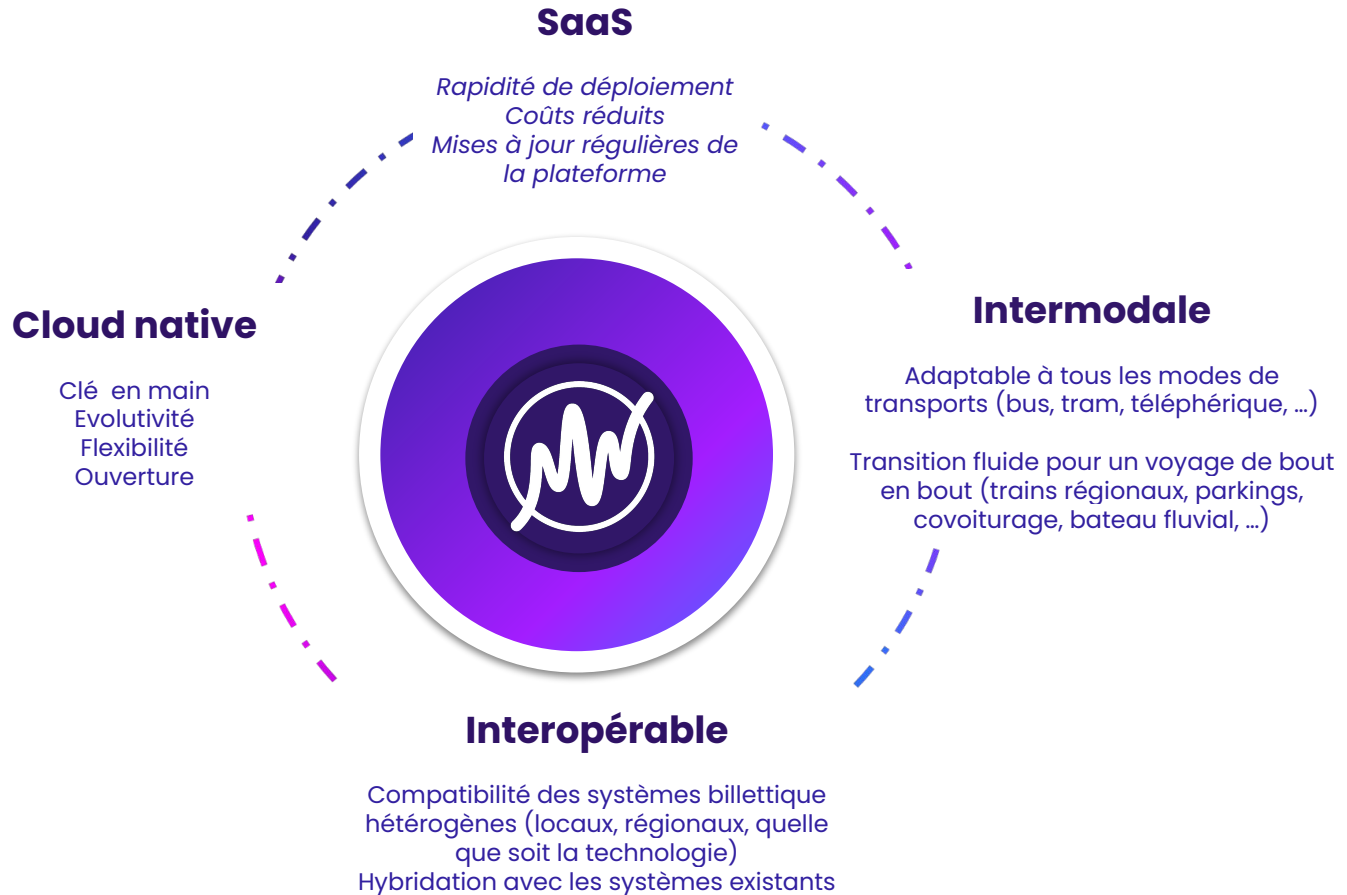 SaaS
Rapidité de déploiement
Coûts réduits
Mises à jour régulières de
la plateforme
Cloud native
Clé en main
Evolutivité
Flexibilité
Ouverture
Intermodale
Adaptable à tous les modes de
transports (bus, tram, téléphérique, ...)
Transition fluide pour un voyage de bout
en bout (trains régionaux, parkings,
covoiturage, bateau fluvial, ...)
Interopérable
Compatibilité des systèmes billettique
hétérogènes (locaux, régionaux, quelle
que soit la technologie)
Hybridation avec les systèmes existants